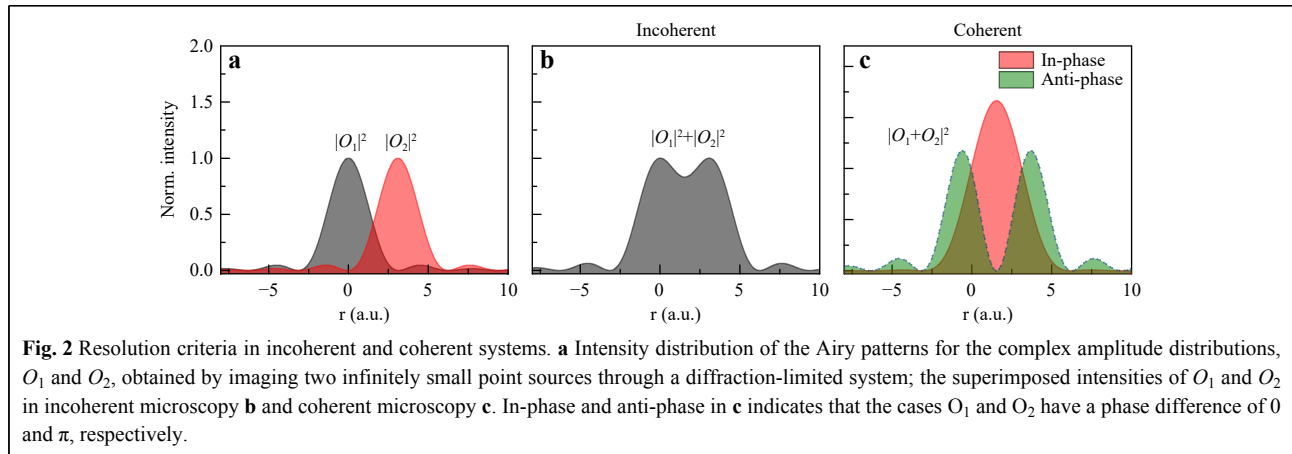 Incoherent
Coherent
2.0
1.5
1.0
0.5
0.0
Norm. intensity
a
|O₁|²
|O₂|²
−5
0
5
10
r (a.u.)
b
|O₁|²+|O₂|²
−5
0
5
10
r (a.u.)
c
In-phase
Anti-phase
|O₁+O₂|²
−5
0
5
10
r (a.u.)
Fig. 2 Resolution criteria in incoherent and coherent systems. a Intensity distribution of the Airy patterns for the complex amplitude distributions,
O₁ and O₂, obtained by imaging two infinitely small point sources through a diffraction-limited system; the superimposed intensities of O₁ and O₂
in incoherent microscopy b and coherent microscopy c. In-phase and anti-phase in c indicates that the cases O₁ and O₂ have a phase difference of 0
and π, respectively.